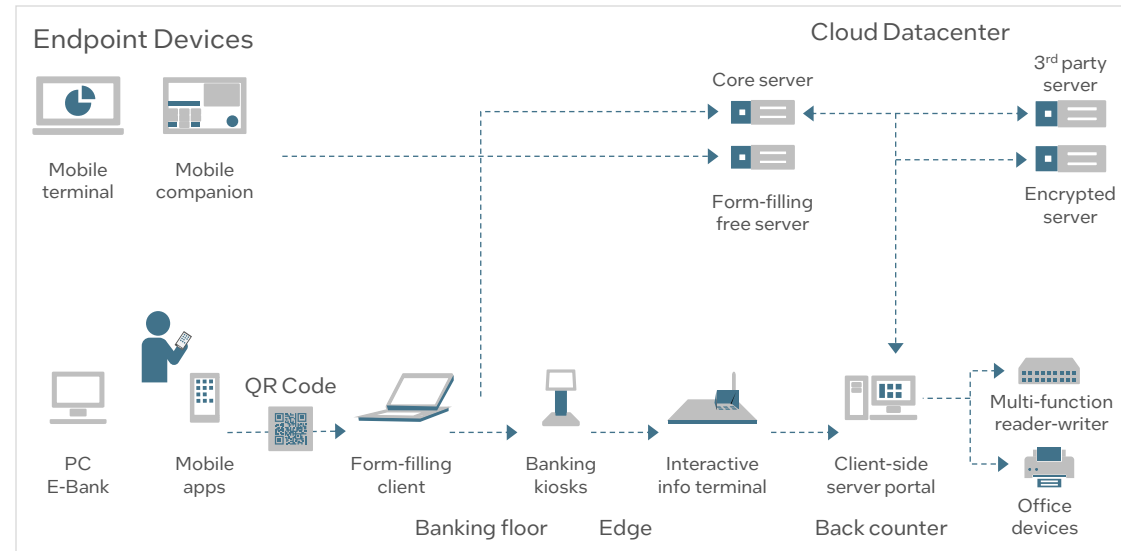 Endpoint Devices
Cloud Datacenter
Core server
3rd party
server
Mobile
terminal
Mobile
companion
Form-filling
free server
Encrypted
server
QR Code
Multi-function
reader-writer
PC
E-Bank
Mobile
apps
Form-filling
client
Banking
kiosks
Interactive
info terminal
Client-side
server portal
Office
devices
Banking floor
Edge
Back counter